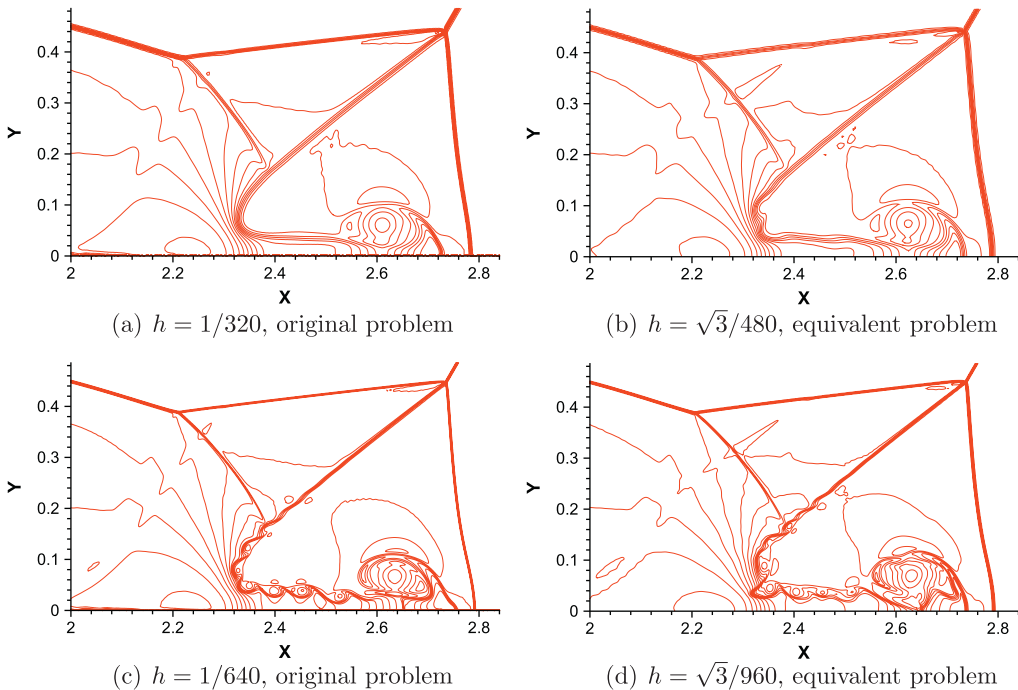 Y
0.4
0.3
0.2
0.1
0
2 2.2 2.4 2.6 2.8
X
(a) h = 1/320, original problem
Y
0.4
0.3
0.2
0.1
0
2 2.2 2.4 2.6 2.8
X
(b) h = √3/480, equivalent problem
Y
0.4
0.3
0.2
0.1
0
2 2.2 2.4 2.6 2.8
X
(c) h = 1/640, original problem
Y
0.4
0.3
0.2
0.1
0
2 2.2 2.4 2.6 2.8
X
(d) h = √3/960, equivalent problem